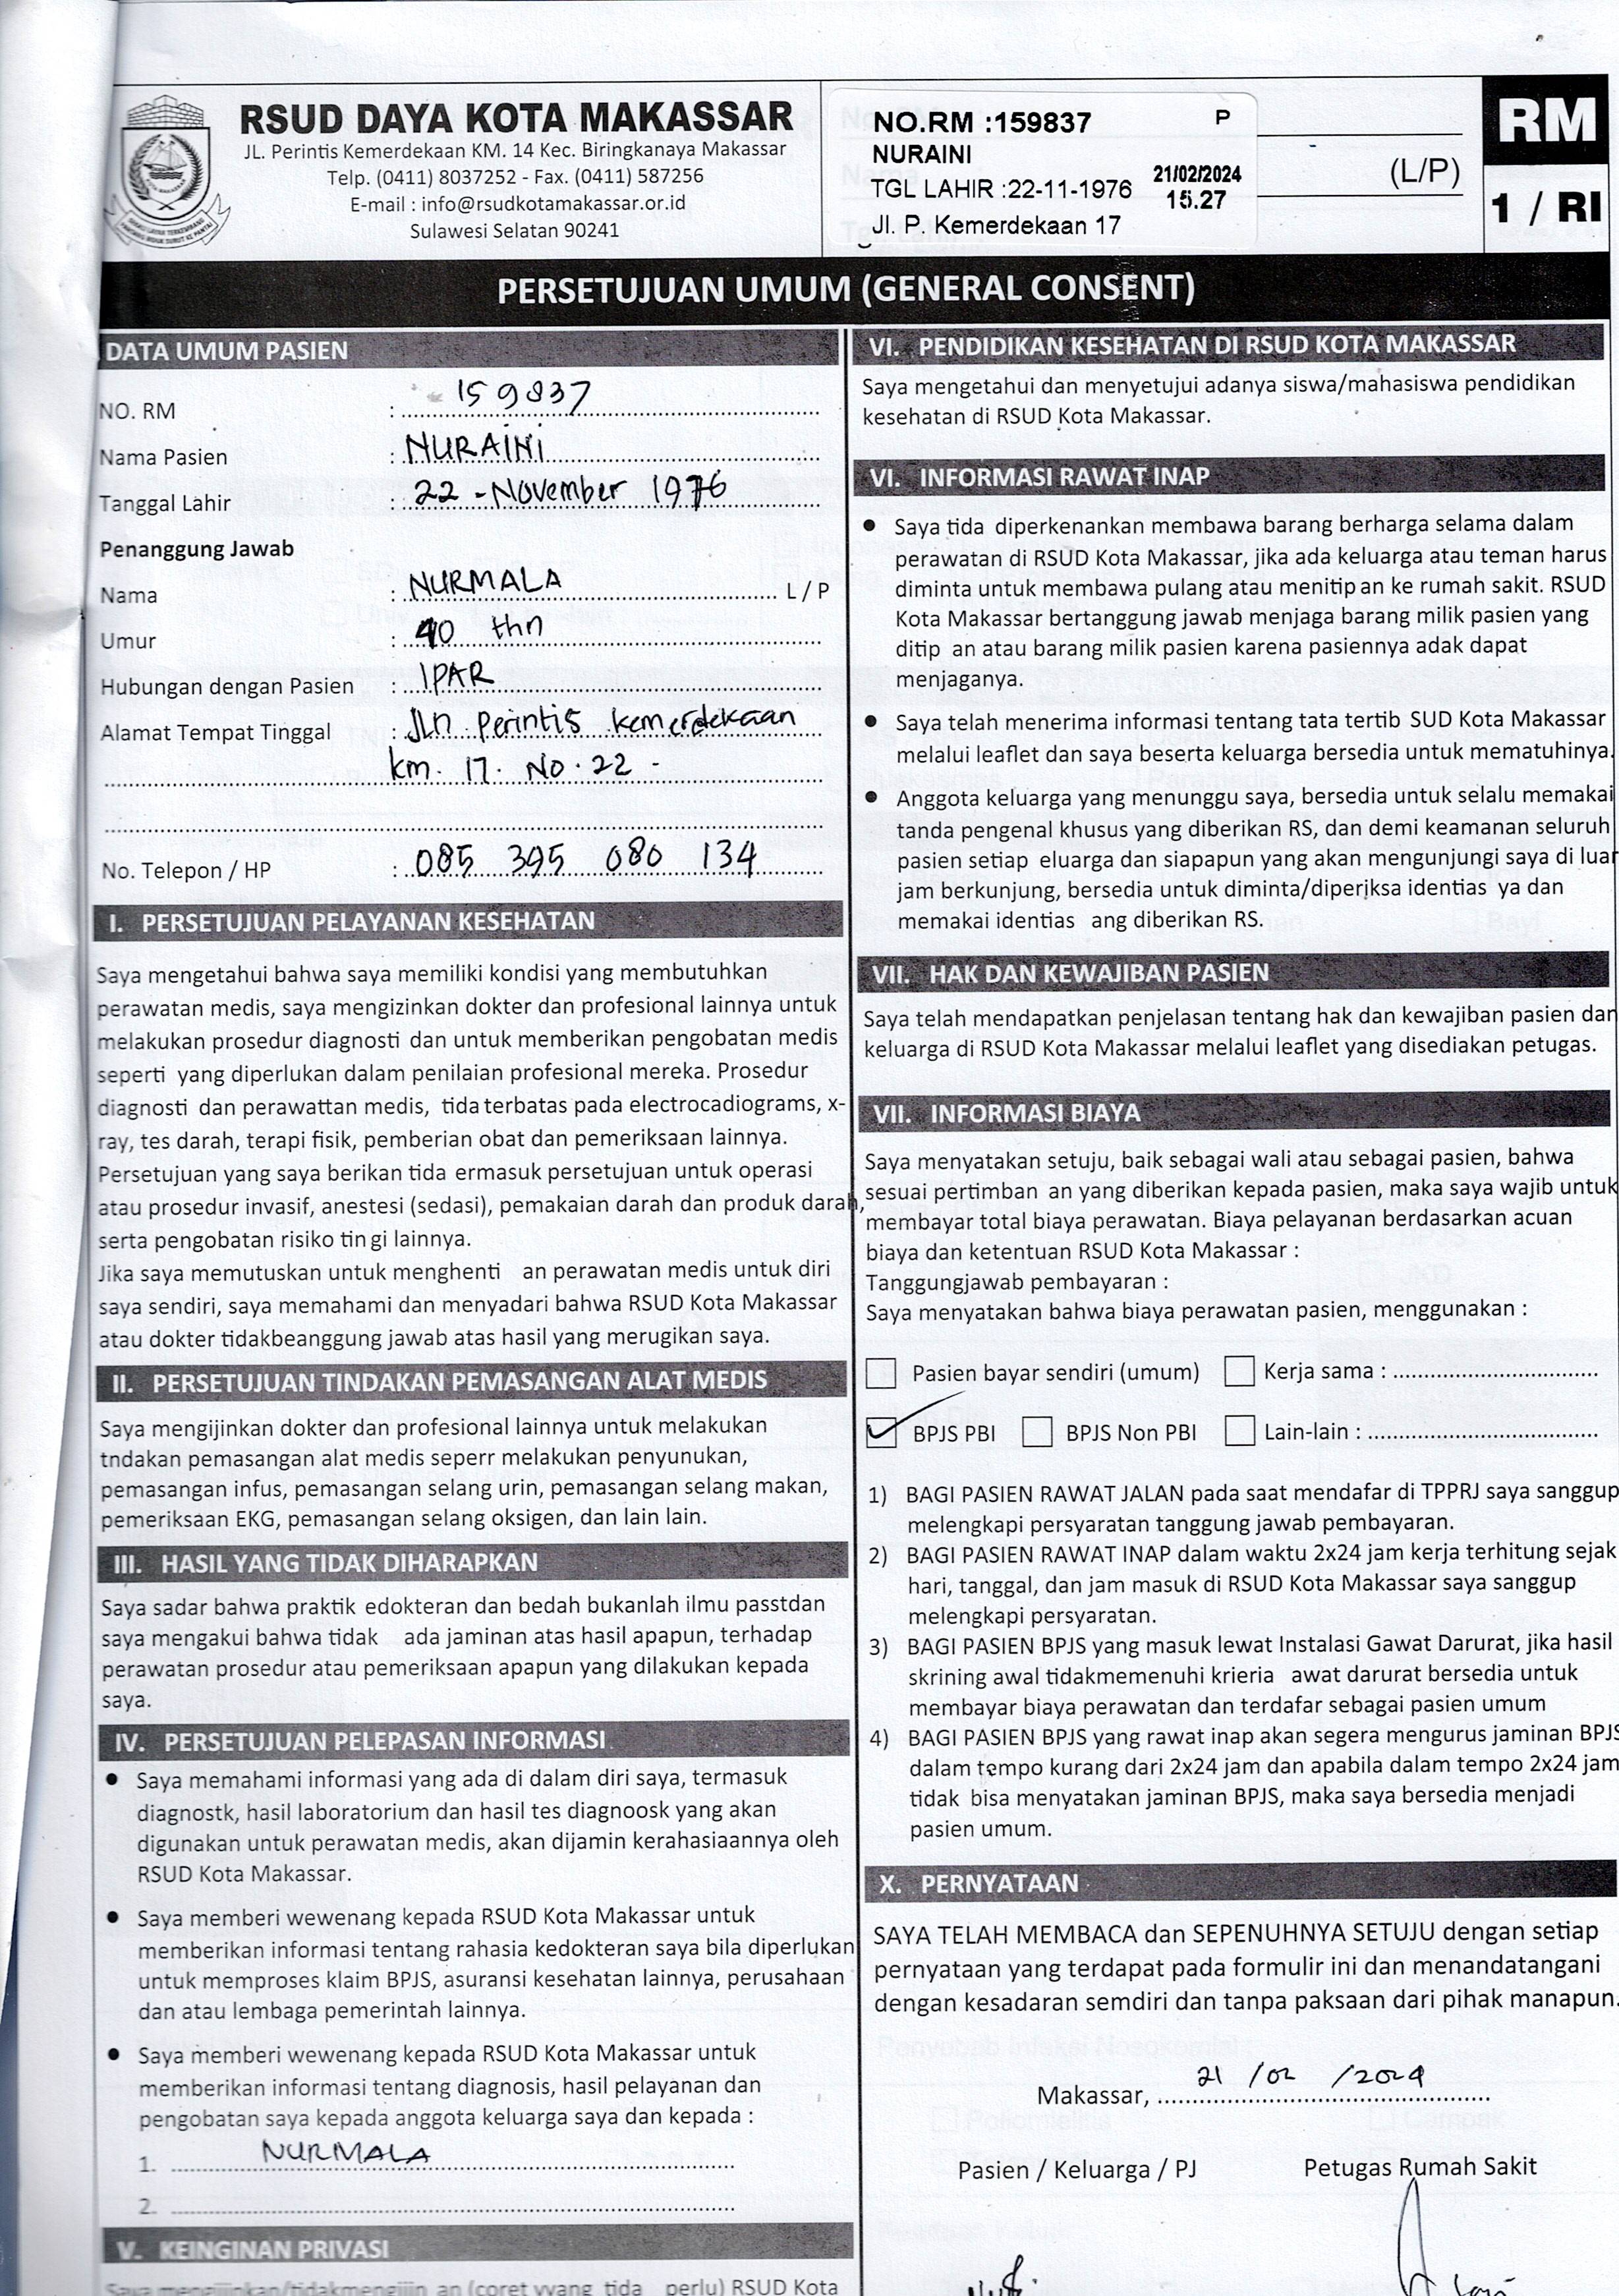 RSUD DAYA KOTA MAKASSAR
JL. Perintis Kemerdekaan KM. 14 Kec. Biringkanaya Makassar
Telp. (0411) 8037252 - Fax. (0411) 587256
E-mail : info@rsudkotamakassar.or.id
Sulawesi Selatan 90241
NO.RM :159837 P
NURAINI
TGL LAHIR :22-11-1976 21/02/2024
15.27
Jl. P. Kemerdekaan 17
(L/P)
RM
1 / RI
PERSETUJUAN UMUM (GENERAL CONSENT)
DATA UMUM PASIEN
NO. RM : 159837
Nama Pasien : NURAINI
Tanggal Lahir : 22 - November 1976
Penanggung Jawab
Nama : NURMALA L / P
Umur : 40 thn
Hubungan dengan Pasien : IPAR
Alamat Tempat Tinggal : Jln Perintis kemerdekaan
km. 17. No. 22 -
No. Telepon / HP : 085 395 080 134
I. PERSETUJUAN PELAYANAN KESEHATAN
Saya mengetahui bahwa saya memiliki kondisi yang membutuhkan
perawatan medis, saya mengizinkan dokter dan profesional lainnya untuk
melakukan prosedur diagnosti dan untuk memberikan pengobatan medis
seperti yang diperlukan dalam penilaian profesional mereka. Prosedur
diagnosti dan perawattan medis, tida terbatas pada electrocadiograms, x-
ray, tes darah, terapi fisik, pemberian obat dan pemeriksaan lainnya.
Persetujuan yang saya berikan tida ermasuk persetujuan untuk operasi
atau prosedur invasif, anestesi (sedasi), pemakaian darah dan produk darah,
serta pengobatan risiko tin gi lainnya.
Jika saya memutuskan untuk menghenti an perawatan medis untuk diri
saya sendiri, saya memahami dan menyadari bahwa RSUD Kota Makassar
atau dokter tidakbeanggung jawab atas hasil yang merugikan saya.
II. PERSETUJUAN TINDAKAN PEMASANGAN ALAT MEDIS
Saya mengijinkan dokter dan profesional lainnya untuk melakukan
tndakan pemasangan alat medis seperr melakukan penyunukan,
pemasangan infus, pemasangan selang urin, pemasangan selang makan,
pemeriksaan EKG, pemasangan selang oksigen, dan lain lain.
III. HASIL YANG TIDAK DIHARAPKAN
Saya sadar bahwa praktik edokteran dan bedah bukanlah ilmu passtdan
saya mengakui bahwa tidak ada jaminan atas hasil apapun, terhadap
perawatan prosedur atau pemeriksaan apapun yang dilakukan kepada
saya.
IV. PERSETUJUAN PELEPASAN INFORMASI
• Saya memahami informasi yang ada di dalam diri saya, termasuk
diagnostk, hasil laboratorium dan hasil tes diagnoosk yang akan
digunakan untuk perawatan medis, akan dijamin kerahasiaannya oleh
RSUD Kota Makassar.
• Saya memberi wewenang kepada RSUD Kota Makassar untuk
memberikan informasi tentang rahasia kedokteran saya bila diperlukan
untuk memproses klaim BPJS, asuransi kesehatan lainnya, perusahaan
dan atau lembaga pemerintah lainnya.
• Saya memberi wewenang kepada RSUD Kota Makassar untuk
memberikan informasi tentang diagnosis, hasil pelayanan dan
pengobatan saya kepada anggota keluarga saya dan kepada :
1. NURMALA
2.
V. KEINGINAN PRIVASI
Saya mengijinkan/tidakmengijin an (coret yyang tida perlu) RSUD Kota
VI. PENDIDIKAN KESEHATAN DI RSUD KOTA MAKASSAR
Saya mengetahui dan menyetujui adanya siswa/mahasiswa pendidikan
kesehatan di RSUD Kota Makassar.
VI. INFORMASI RAWAT INAP
• Saya tida diperkenankan membawa barang berharga selama dalam
perawatan di RSUD Kota Makassar, jika ada keluarga atau teman harus
diminta untuk membawa pulang atau menitip an ke rumah sakit. RSUD
Kota Makassar bertanggung jawab menjaga barang milik pasien yang
ditip an atau barang milik pasien karena pasiennya adak dapat
menjaganya.
• Saya telah menerima informasi tentang tata tertib SUD Kota Makassar
melalui leaflet dan saya beserta keluarga bersedia untuk mematuhinya.
• Anggota keluarga yang menunggu saya, bersedia untuk selalu memakai
tanda pengenal khusus yang diberikan RS, dan demi keamanan seluruh
pasien setiap eluarga dan siapapun yang akan mengunjungi saya di luar
jam berkunjung, bersedia untuk diminta/diperiksa identias ya dan
memakai identias ang diberikan RS.
VII. HAK DAN KEWAJIBAN PASIEN
Saya telah mendapatkan penjelasan tentang hak dan kewajiban pasien dan
keluarga di RSUD Kota Makassar melalui leaflet yang disediakan petugas.
VII. INFORMASI BIAYA
Saya menyatakan setuju, baik sebagai wali atau sebagai pasien, bahwa
sesuai pertimban an yang diberikan kepada pasien, maka saya wajib untuk
membayar total biaya perawatan. Biaya pelayanan berdasarkan acuan
biaya dan ketentuan RSUD Kota Makassar :
Tanggungjawab pembayaran :
Saya menyatakan bahwa biaya perawatan pasien, menggunakan :
Pasien bayar sendiri (umum) Kerja sama :
BPJS PBI BPJS Non PBI Lain-lain :
1) BAGI PASIEN RAWAT JALAN pada saat mendafar di TPPRJ saya sanggup
melengkapi persyaratan tanggung jawab pembayaran.
2) BAGI PASIEN RAWAT INAP dalam waktu 2x24 jam kerja terhitung sejak
hari, tanggal, dan jam masuk di RSUD Kota Makassar saya sanggup
melengkapi persyaratan.
3) BAGI PASIEN BPJS yang masuk lewat Instalasi Gawat Darurat, jika hasil
skrining awal tidakmemenuhi krieria awat darurat bersedia untuk
membayar biaya perawatan dan terdafar sebagai pasien umum
4) BAGI PASIEN BPJS yang rawat inap akan segera mengurus jaminan BPJS
dalam tempo kurang dari 2x24 jam dan apabila dalam tempo 2x24 jam
tidak bisa menyatakan jaminan BPJS, maka saya bersedia menjadi
pasien umum.
X. PERNYATAAN
SAYA TELAH MEMBACA dan SEPENUHNYA SETUJU dengan setiap
pernyataan yang terdapat pada formulir ini dan menandatangani
dengan kesadaran semdiri dan tanpa paksaan dari pihak manapun.
Makassar, 21 /02 /2024
Pasien / Keluarga / PJ Petugas Rumah Sakit